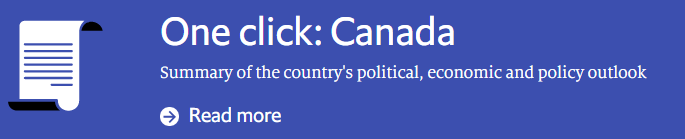 One click: Canada
Summary of the country's political, economic and policy outlook
Read more